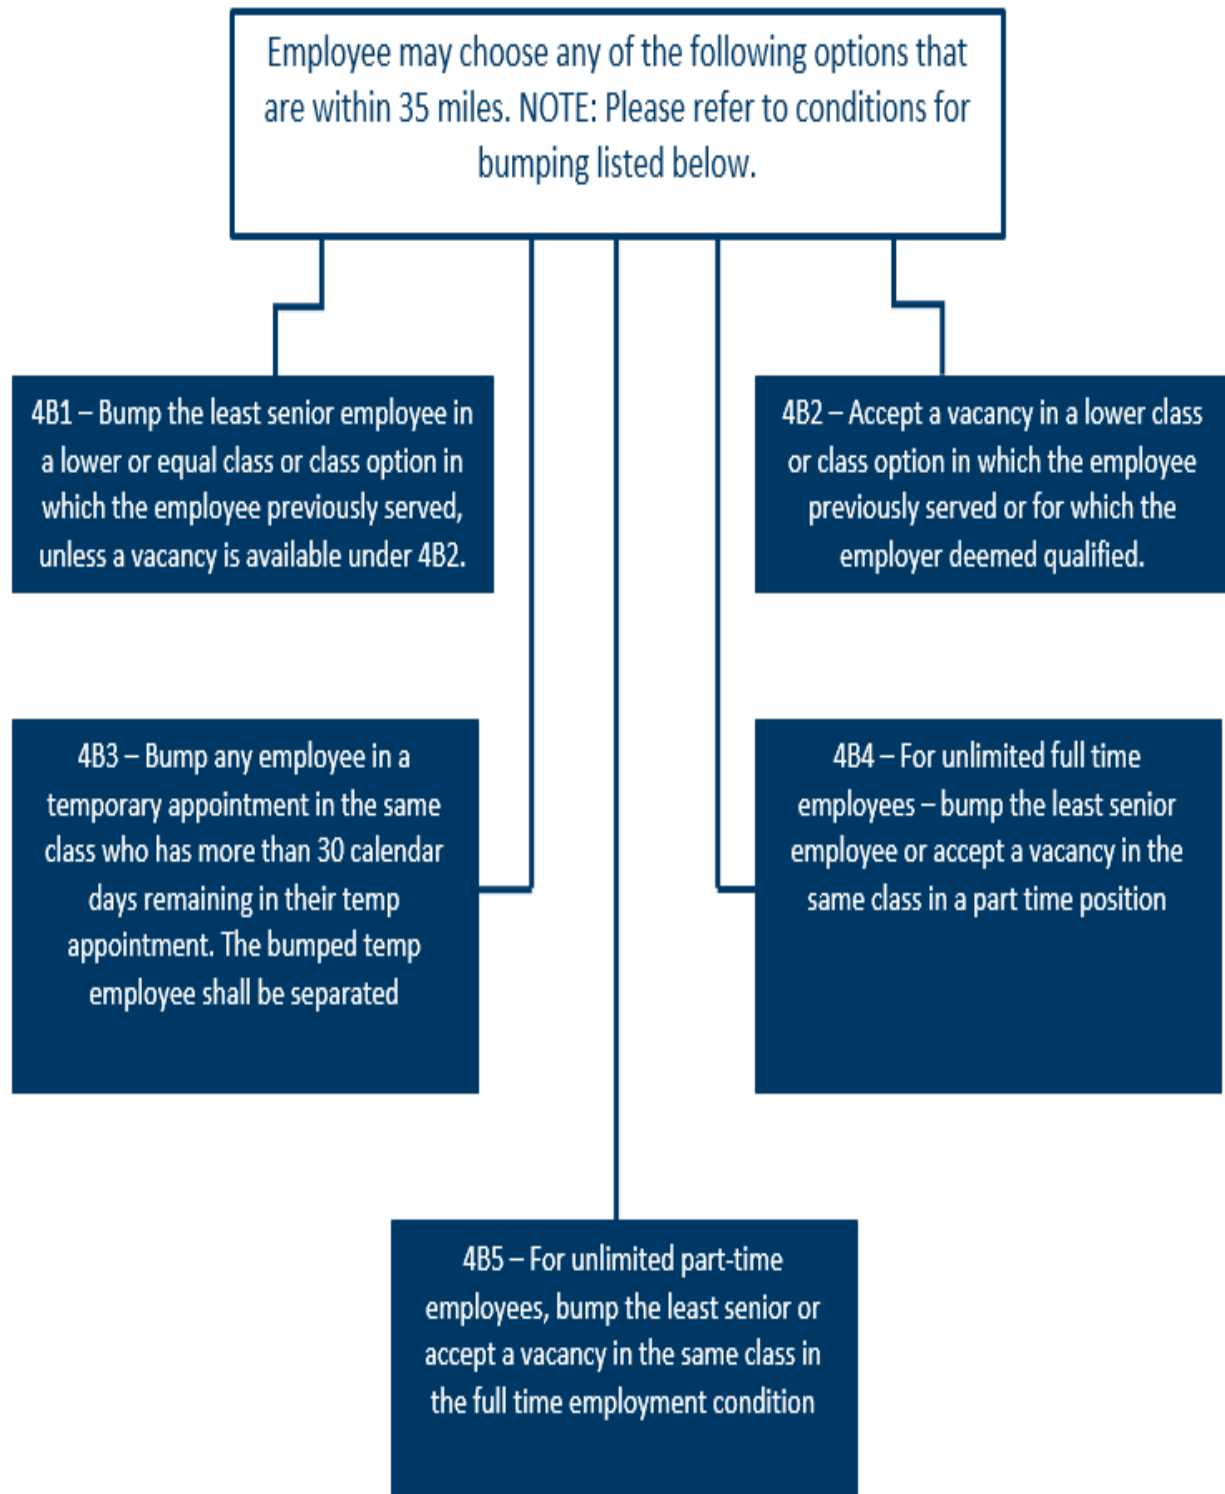 Employee may choose any of the following options that
are within 35 miles. NOTE: Please refer to conditions for
bumping listed below.
4B1 – Bump the least senior employee in
a lower or equal class or class option in
which the employee previously served,
unless a vacancy is available under 4B2.
4B2 – Accept a vacancy in a lower class
or class option in which the employee
previously served or for which the
employer deemed qualified.
4B3 – Bump any employee in a
temporary appointment in the same
class who has more than 30 calendar
days remaining in their temp
appointment. The bumped temp
employee shall be separated
4B4 – For unlimited full time
employees – bump the least senior
employee or accept a vacancy in the
same class in a part time position
4B5 – For unlimited part-time
employees, bump the least senior or
accept a vacancy in the same class in
the full time employment condition